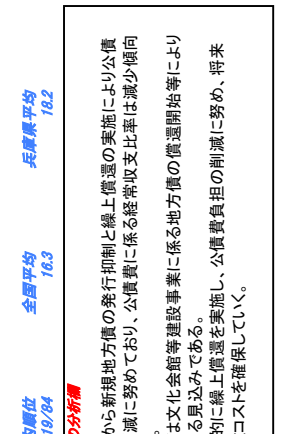 内順位
19/84
全国平均
16.3
兵庫県平均
18.2
の分析欄
から新規地方債の発行抑制と繰上償還の実施により公債
減に努めており、公債費に係る経常収支比率は減少傾向
。
は文化会館等建設事業に係る地方債の償還開始等により
る見込みである。
的に繰上償還を実施し、公債費負担の削減に努め、将来
コストを確保していく。